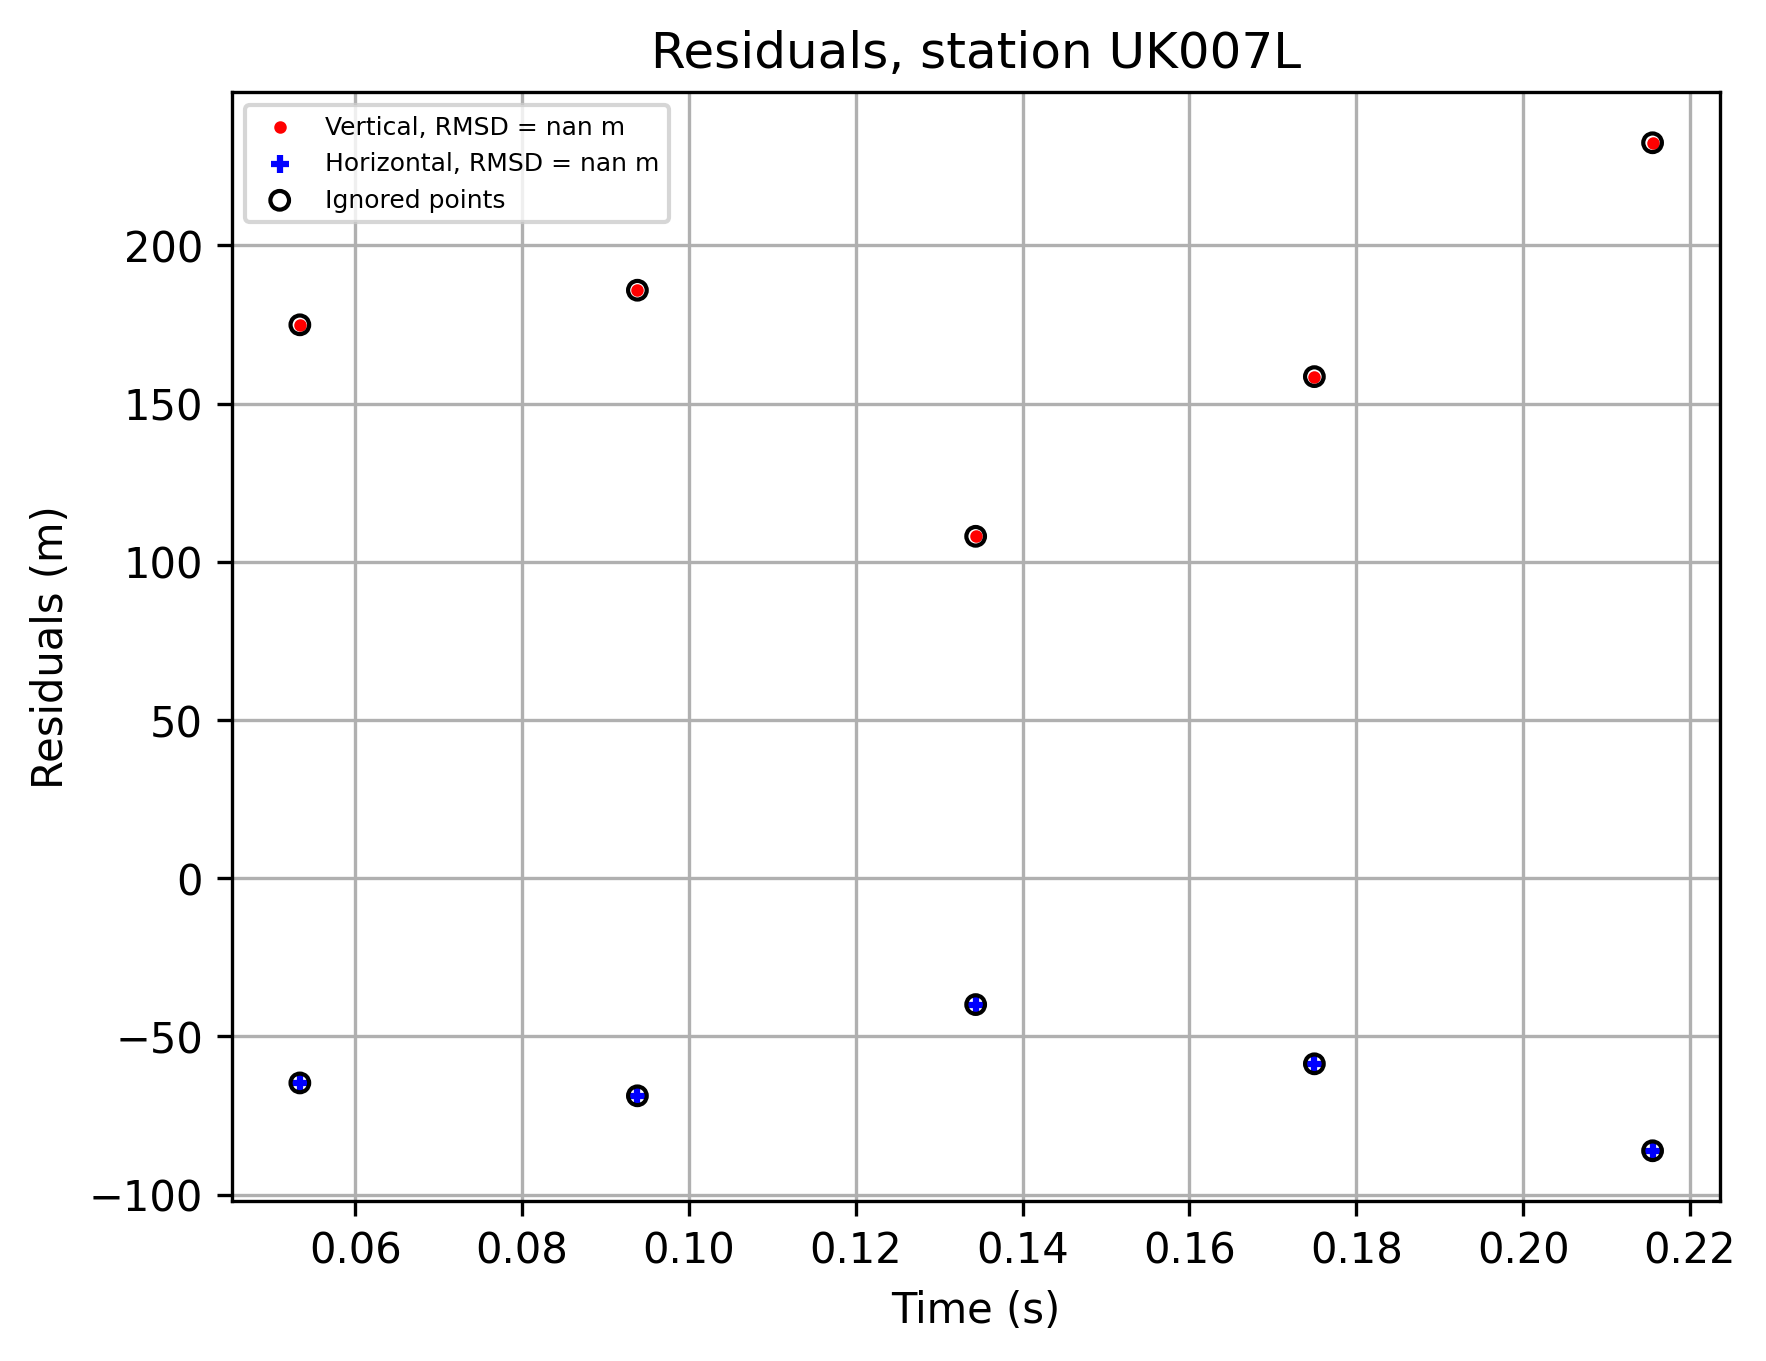 Residuals, station UK007L
Vertical, RMSD = nan m
Horizontal, RMSD = nan m
Ignored points
200
150
100
50
0
−50
−100
Residuals (m)
0.06 0.08 0.10 0.12 0.14 0.16 0.18 0.20 0.22
Time (s)